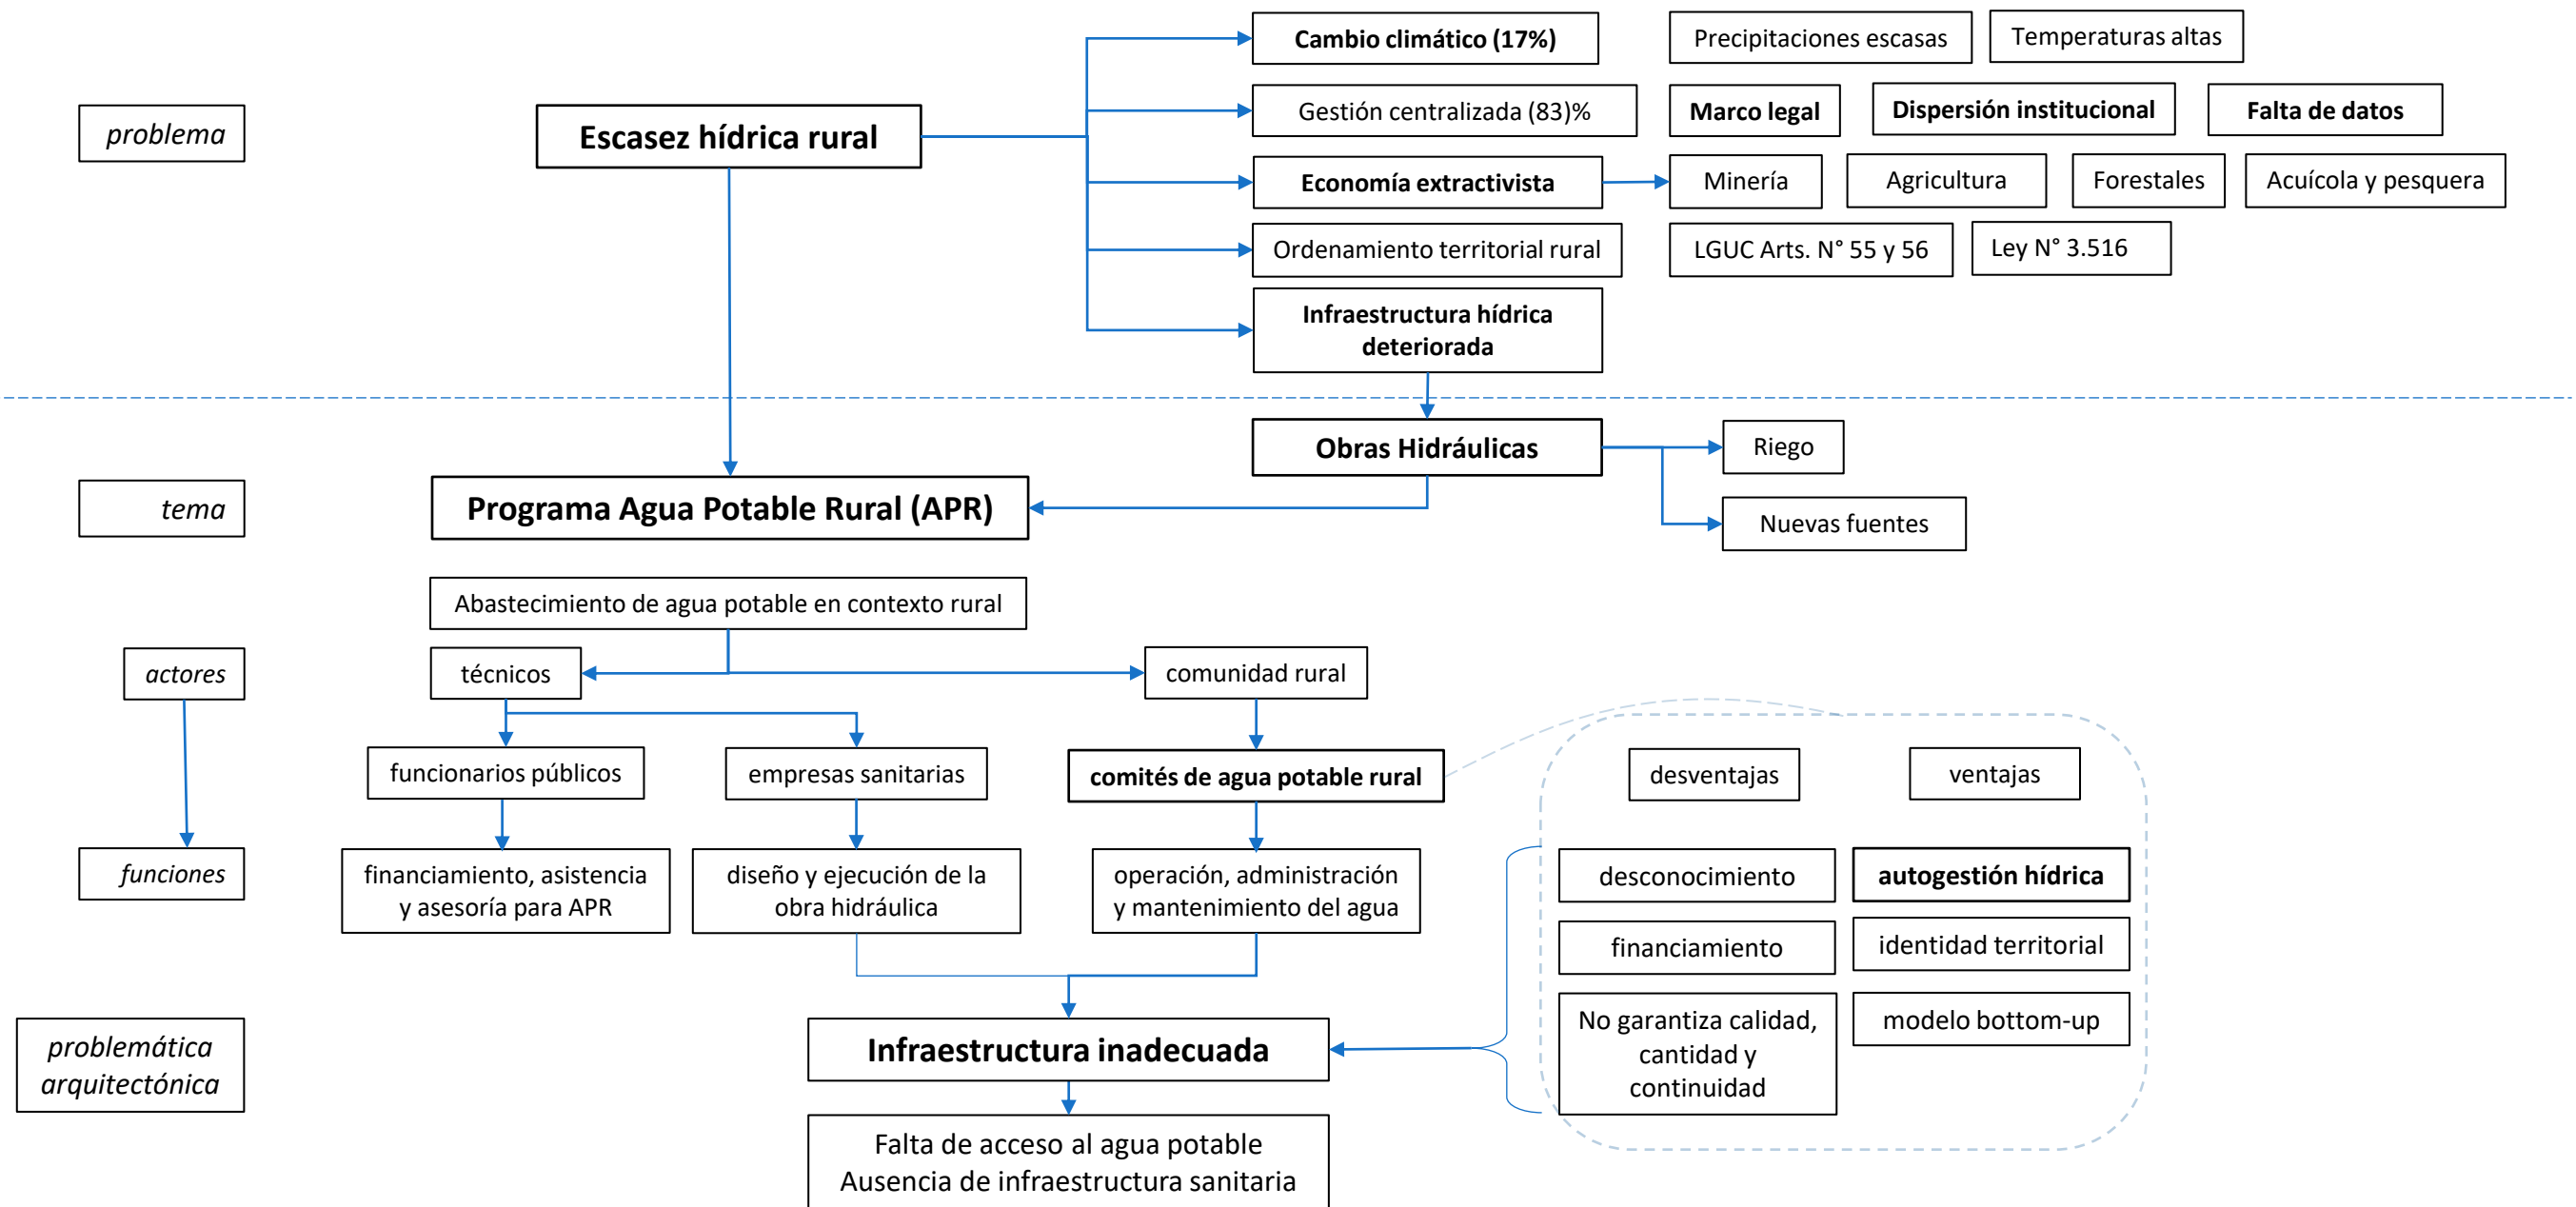 problema
Escasez hídrica rural
Cambio climático (17%)
Precipitaciones escasas
Temperaturas altas
Gestión centralizada (83)%
Marco legal
Dispersión institucional
Falta de datos
Economía extractivista
Minería
Agricultura
Forestales
Acuícola y pesquera
Ordenamiento territorial rural
LGUC Arts. N° 55 y 56
Ley N° 3.516
Infraestructura hídrica
deteriorada
tema
Obras Hidráulicas
Riego
Nuevas fuentes
Programa Agua Potable Rural (APR)
Abastecimiento de agua potable en contexto rural
actores
técnicos
comunidad rural
funcionarios públicos
empresas sanitarias
comités de agua potable rural
desventajas
ventajas
funciones
financiamiento, asistencia
y asesoría para APR
diseño y ejecución de la
obra hidráulica
operación, administración
y mantenimiento del agua
desconocimiento
autogestión hídrica
financiamiento
identidad territorial
No garantiza calidad,
cantidad y
continuidad
modelo bottom-up
problemática
arquitectónica
Infraestructura inadecuada
Falta de acceso al agua potable
Ausencia de infraestructura sanitaria